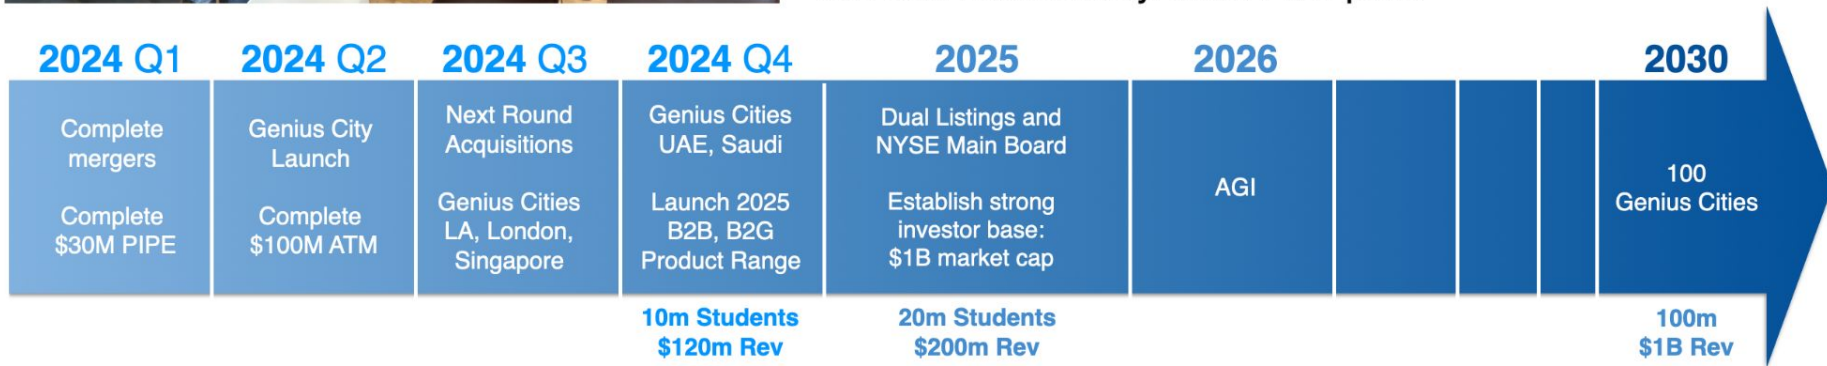 2024 Q1
2024 Q2
2024 Q3
2024 Q4
2025
2026
2030
Complete
mergers
Complete
$30M PIPE
Genius City
Launch
Complete
$100M ATM
Next Round
Acquisitions
Genius Cities
LA, London,
Singapore
Genius Cities
UAE, Saudi
Launch 2025
B2B, B2G
Product Range
Dual Listings and
NYSE Main Board
Establish strong
investor base:
$1B market cap
AGI
100
Genius Cities
10m Students
$120m Rev
20m Students
$200m Rev
100m
$1B Rev